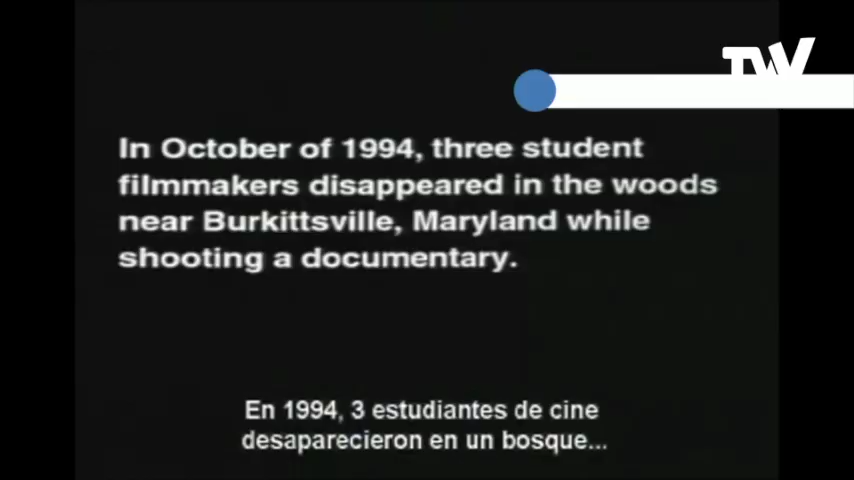 TVV
In October of 1994, three student
filmmakers disappeared in the woods
near Burkittsville, Maryland while
shooting a documentary.
En 1994, 3 estudiantes de cine
desaparecieron en un bosque...